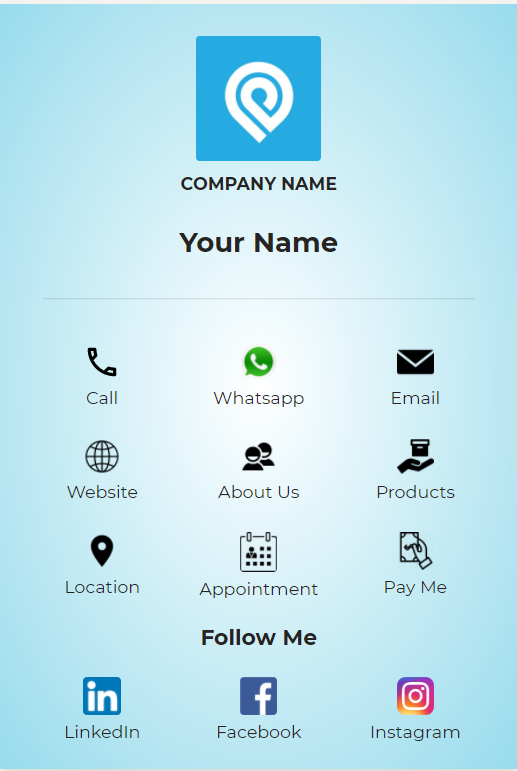 COMPANY NAME
Your Name
Call Whatsapp Email
Website About Us Products
Location Appointment Pay Me
Follow Me
LinkedIn Facebook Instagram